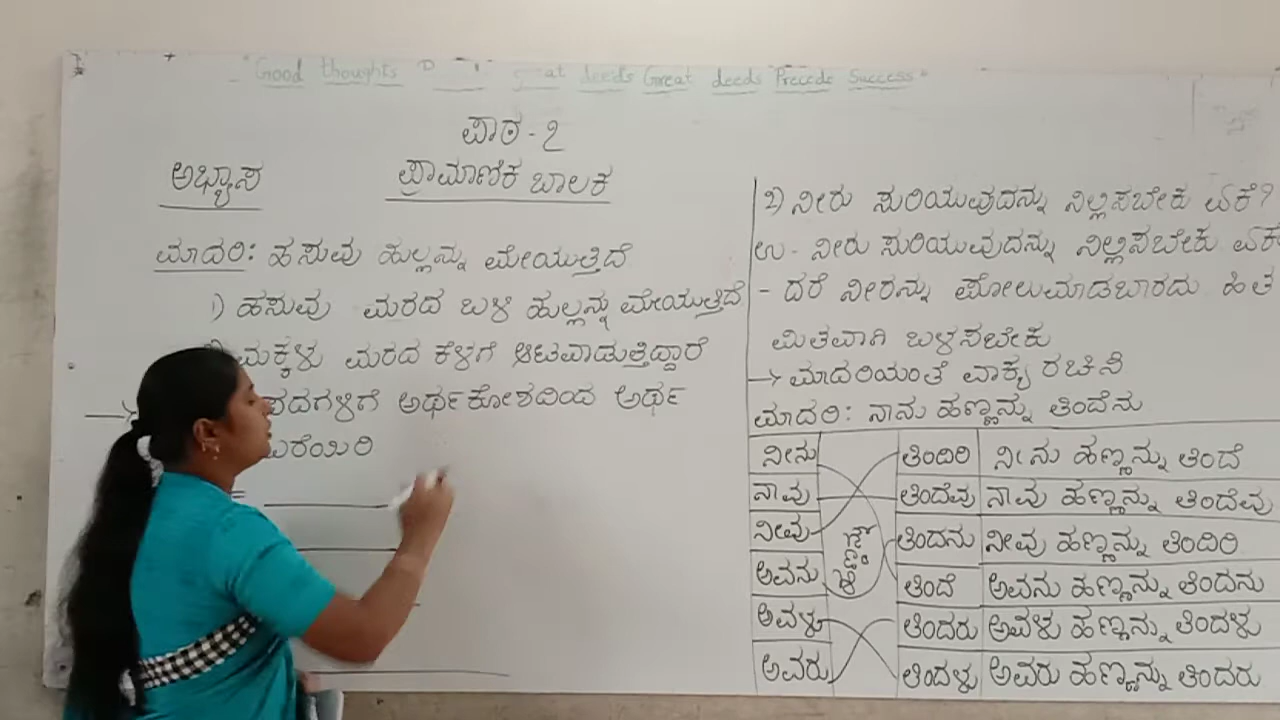 "Good thoughts great deeds Great deeds Precede Success"
ಪಾಠ - ೭
ಅಭ್ಯಾಸ ಪ್ರಾಮಾಣಿಕ ಬಾಲಕ
ಮಾದರಿ: ಹಸುವು ಹುಲ್ಲನ್ನು ಮೇಯುತ್ತಿದೆ
೧) ಹಸುವು ಮರದ ಬಳಿ ಹುಲ್ಲನ್ನು ಮೇಯುತ್ತಿದೆ
ಮಕ್ಕಳು ಮರದ ಕೆಳಗೆ ಆಟವಾಡುತ್ತಿದ್ದಾರೆ
ಪದಗಳಿಗೆ ಅರ್ಥಕೋಶದಿಂದ ಅರ್ಥ
ಬರೆಯಿರಿ
೨) ನೀರು ಸುರಿಯುವುದನ್ನು ನಿಲ್ಲಿಸಬೇಕು ಏಕೆ?
ಉ - ನೀರು ಸುರಿಯುವುದನ್ನು ನಿಲ್ಲಿಸಬೇಕು ಏಕೆ
- ದರೆ ನೀರನ್ನು ಪೋಲುಮಾಡಬಾರದು ಹಿತ
ಮಿತವಾಗಿ ಬಳಸಬೇಕು
→ ಮಾದರಿಯಂತೆ ವಾಕ್ಯ ರಚಿಸಿ
ಮಾದರಿ: ನಾನು ಹಣ್ಣನ್ನು ತಿಂದೆನು
ನೀನು ತಿಂದಿರಿ ನೀನು ಹಣ್ಣನ್ನು ತಿಂದೆ
ನಾವು ತಿಂದೆವು ನಾವು ಹಣ್ಣನ್ನು ತಿಂದೆವು
ನೀವು ತಿಂದನು ನೀವು ಹಣ್ಣನ್ನು ತಿಂದಿರಿ
ಅವನು ತಿಂದೆ ಅವನು ಹಣ್ಣನ್ನು ತಿಂದನು
ಅವಳು ತಿಂದರು ಅವಳು ಹಣ್ಣನ್ನು ತಿಂದಳು
ಅವರು ತಿಂದಳು ಅವರು ಹಣ್ಣನ್ನು ತಿಂದರು